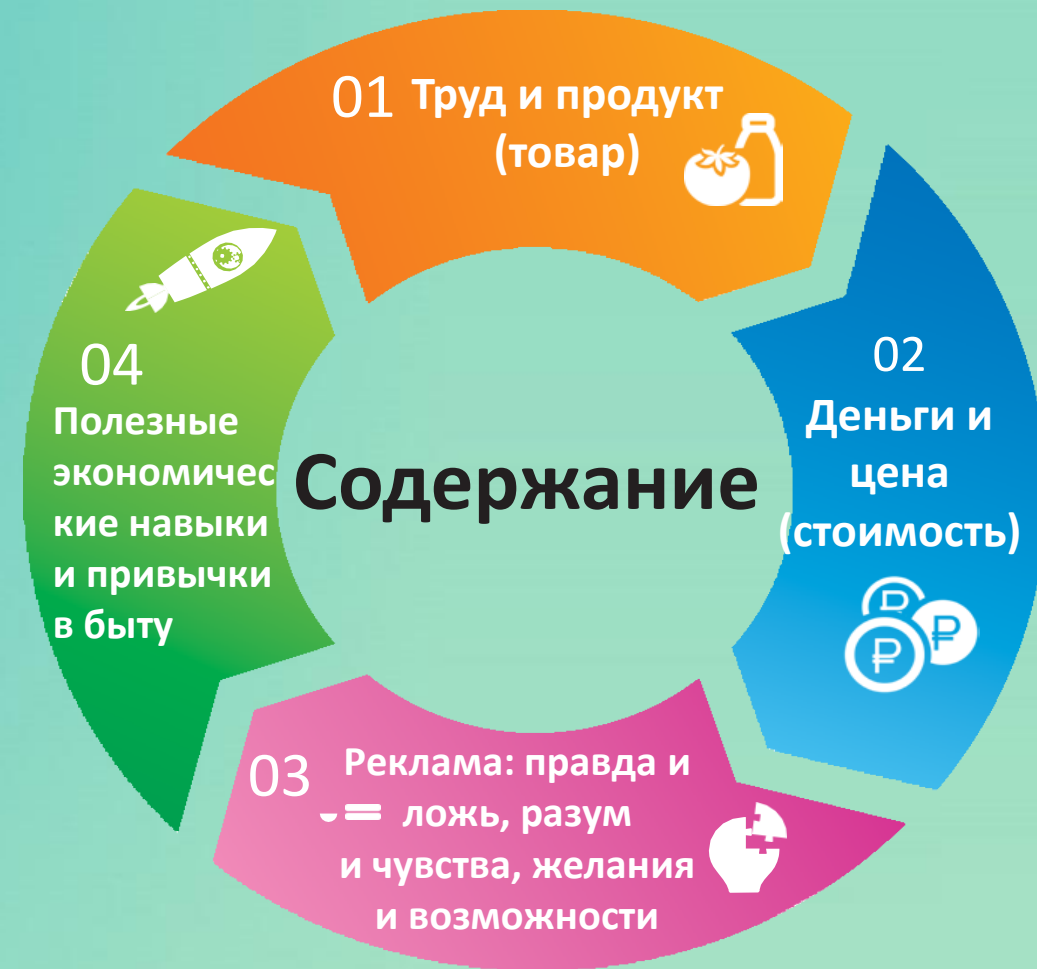 01 Труд и продукт
(товар)
02
Деньги и
цена
(стоимость)
03 Реклама: правда и
ложь, разум
и чувства, желания
и возможности
04
Полезные
экономичес
кие навыки
и привычки
в быту
Содержание